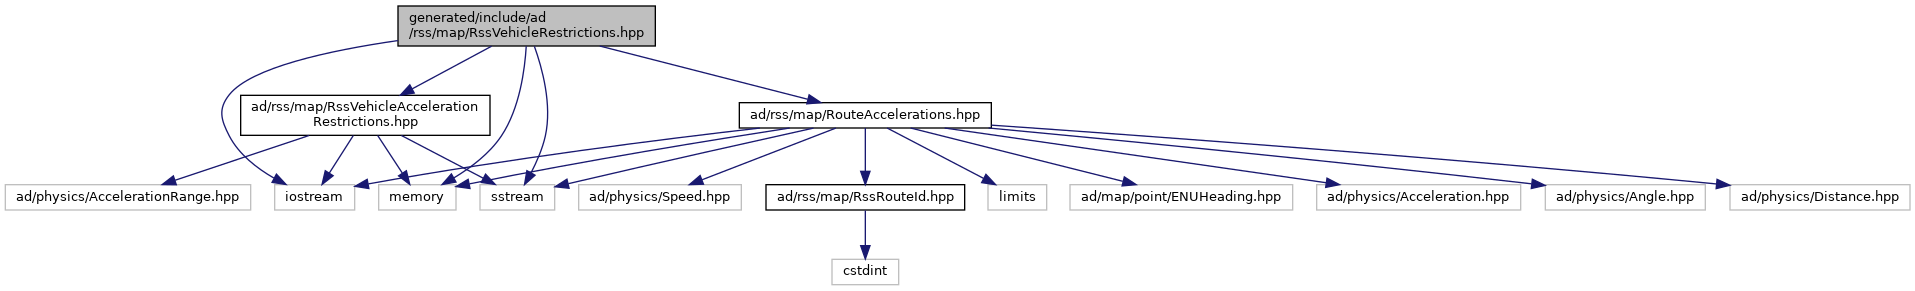 generated/include/ad
/rss/map/RssVehicleRestrictions.hpp
ad/rss/map/RssVehicleAcceleration
Restrictions.hpp
ad/rss/map/RouteAccelerations.hpp
ad/physics/AccelerationRange.hpp
iostream
memory
sstream
ad/physics/Speed.hpp
ad/rss/map/RssRouteId.hpp
limits
ad/map/point/ENUHeading.hpp
ad/physics/Acceleration.hpp
ad/physics/Angle.hpp
ad/physics/Distance.hpp
cstdint